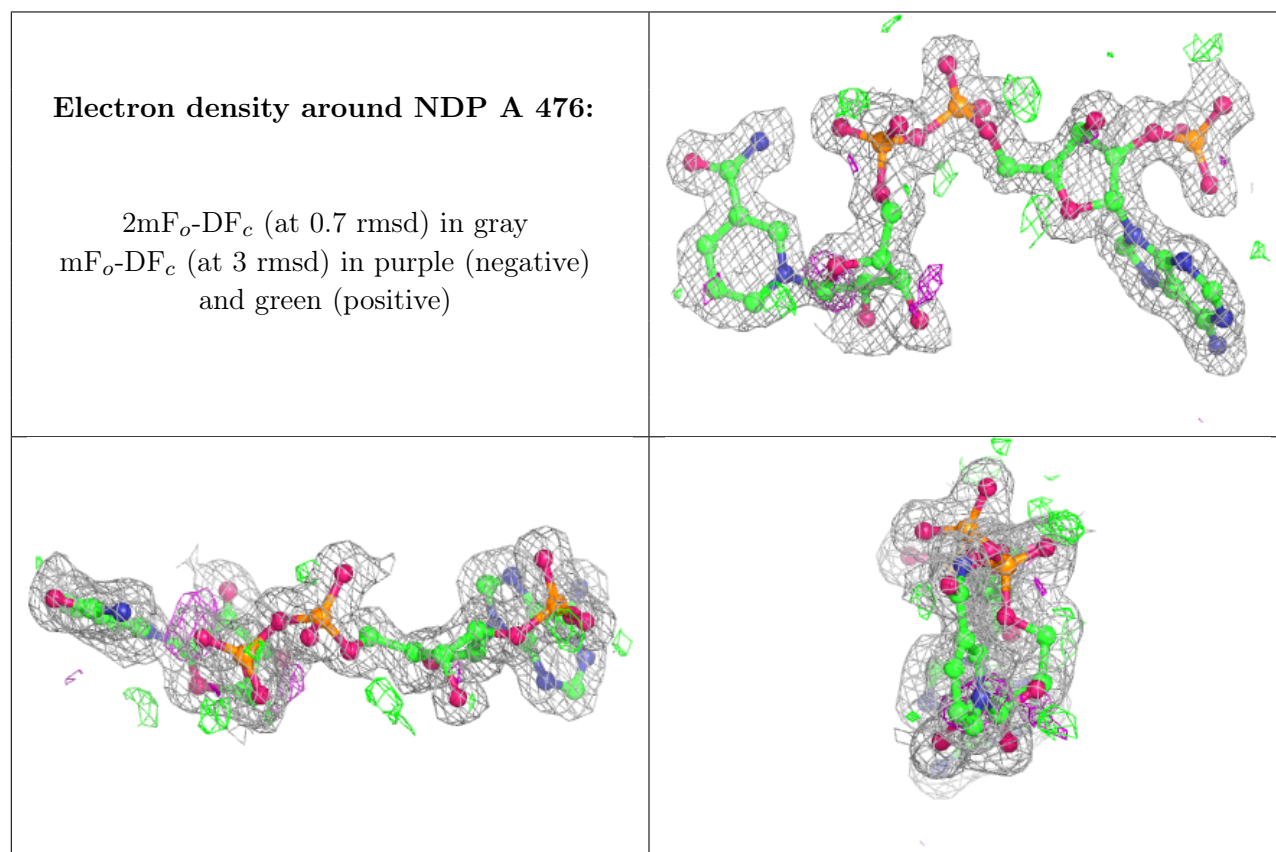 Electron density around NDP A 476:
2mFo-DFc (at 0.7 rmsd) in gray
mFo-DFc (at 3 rmsd) in purple (negative)
and green (positive)